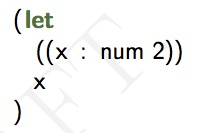 (let
((x : num 2))
x
)